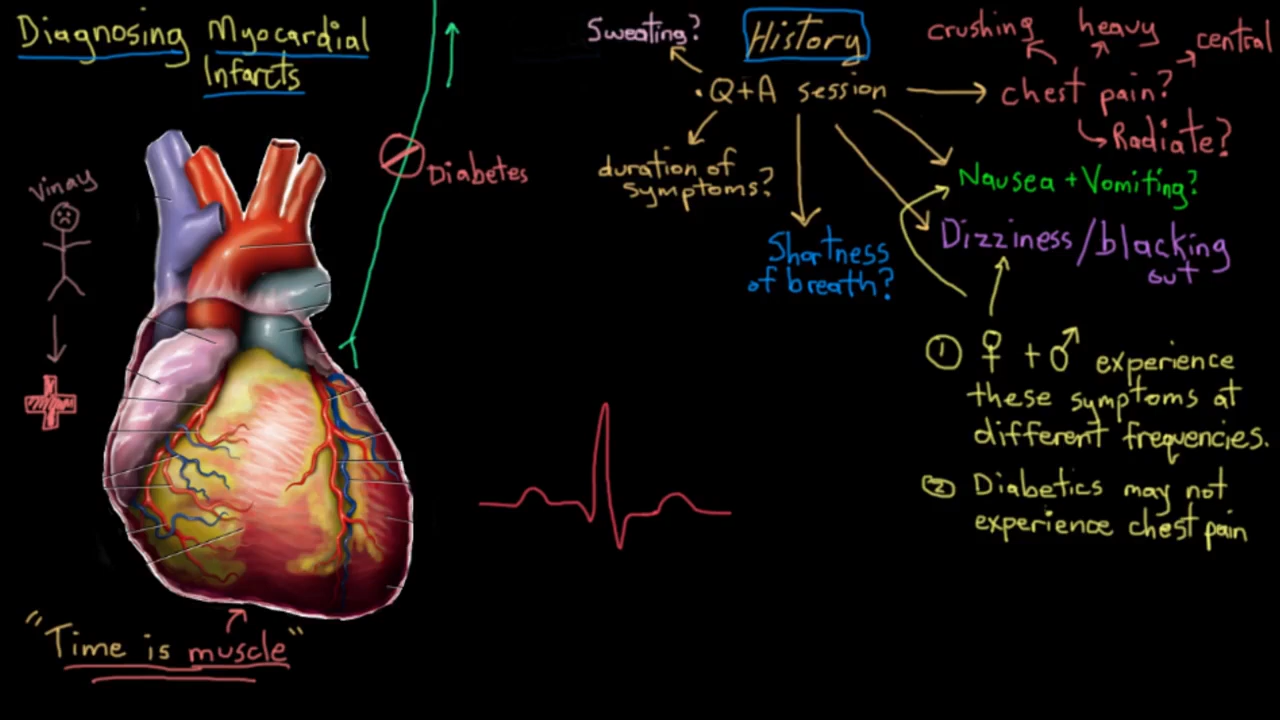 Diagnosing Myocardial
Infarcts
Vinay
Diabetes
"Time is muscle"
History
Sweating?
• Q+A session
duration of
symptoms?
Shortness
of breath?
crushing heavy central
chest pain?
Radiate?
Nausea + Vomiting?
Dizziness/blacking
out
① ♀ + ♂ experience
these symptoms at
different frequencies.
② Diabetics may not
experience chest pain